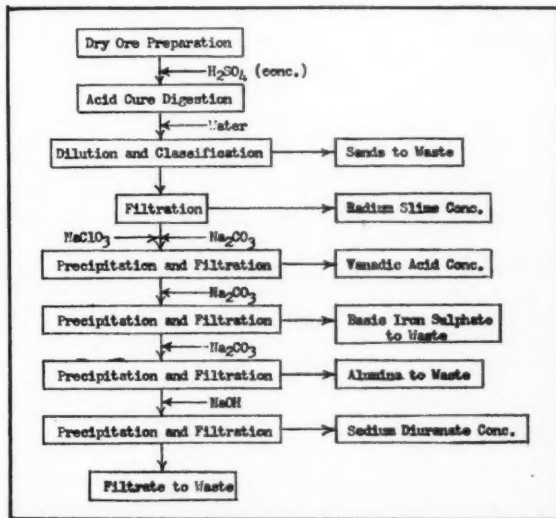 Dry Ore Preparation
H2SO4 (conc.)
Acid Cure Digestion
Water
Dilution and Classification
Sands to Waste
Filtration
Radium Slime Conc.
NaClO3
Na2CO3
Precipitation and Filtration
Vanadic Acid Conc.
Na2CO3
Precipitation and Filtration
Basic Iron Sulphate
to Waste
Na2CO3
Precipitation and Filtration
Alumina to Waste
NaOH
Precipitation and Filtration
Sodium Diuranate Conc.
Filtrate to Waste